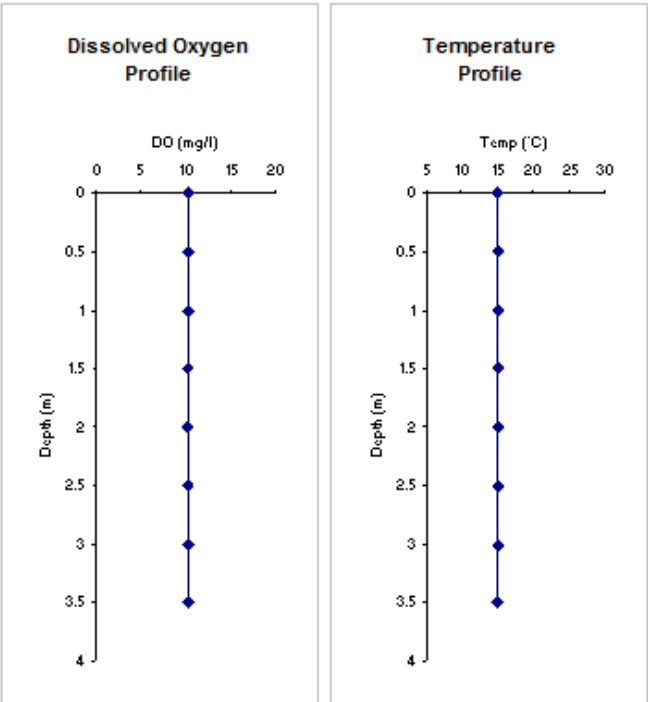 Dissolved Oxygen
Profile
DO (mg/l)
0 5 10 15 20
0
0.5
1
1.5
2
2.5
3
3.5
4
Depth (m)
Temperature
Profile
Temp (˚C)
5 10 15 20 25 30
0
0.5
1
1.5
2
2.5
3
3.5
4
Depth (m)